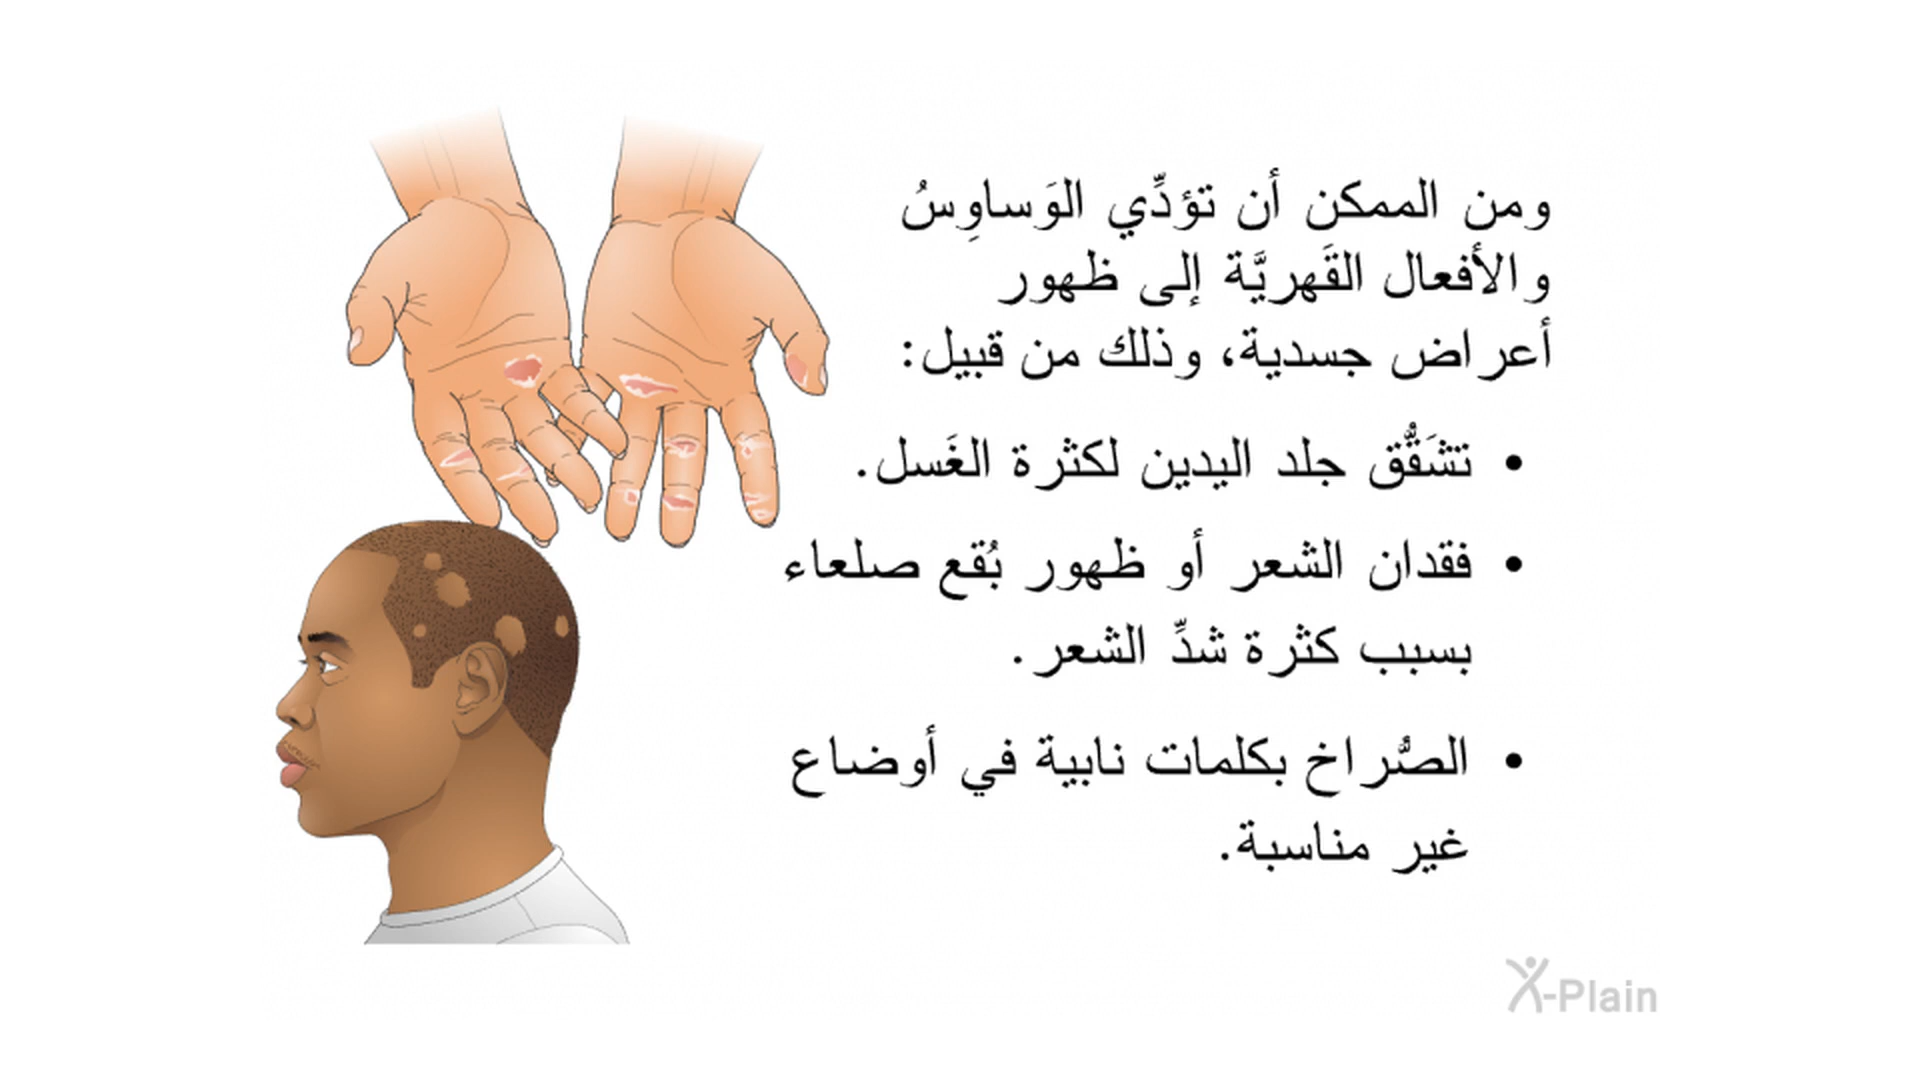 ومن الممكن أن تؤدِّي الوَساوِسُ
والأفعال القَهريَّة إلى ظهور
أعراض جسدية، وذلك من قبيل:
• تشَقُّق جلد اليدين لكثرة الغَسل.
• فقدان الشعر أو ظهور بُقع صلعاء
بسبب كثرة شدِّ الشعر.
• الصُّراخ بكلمات نابية في أوضاع
غير مناسبة.
X-Plain